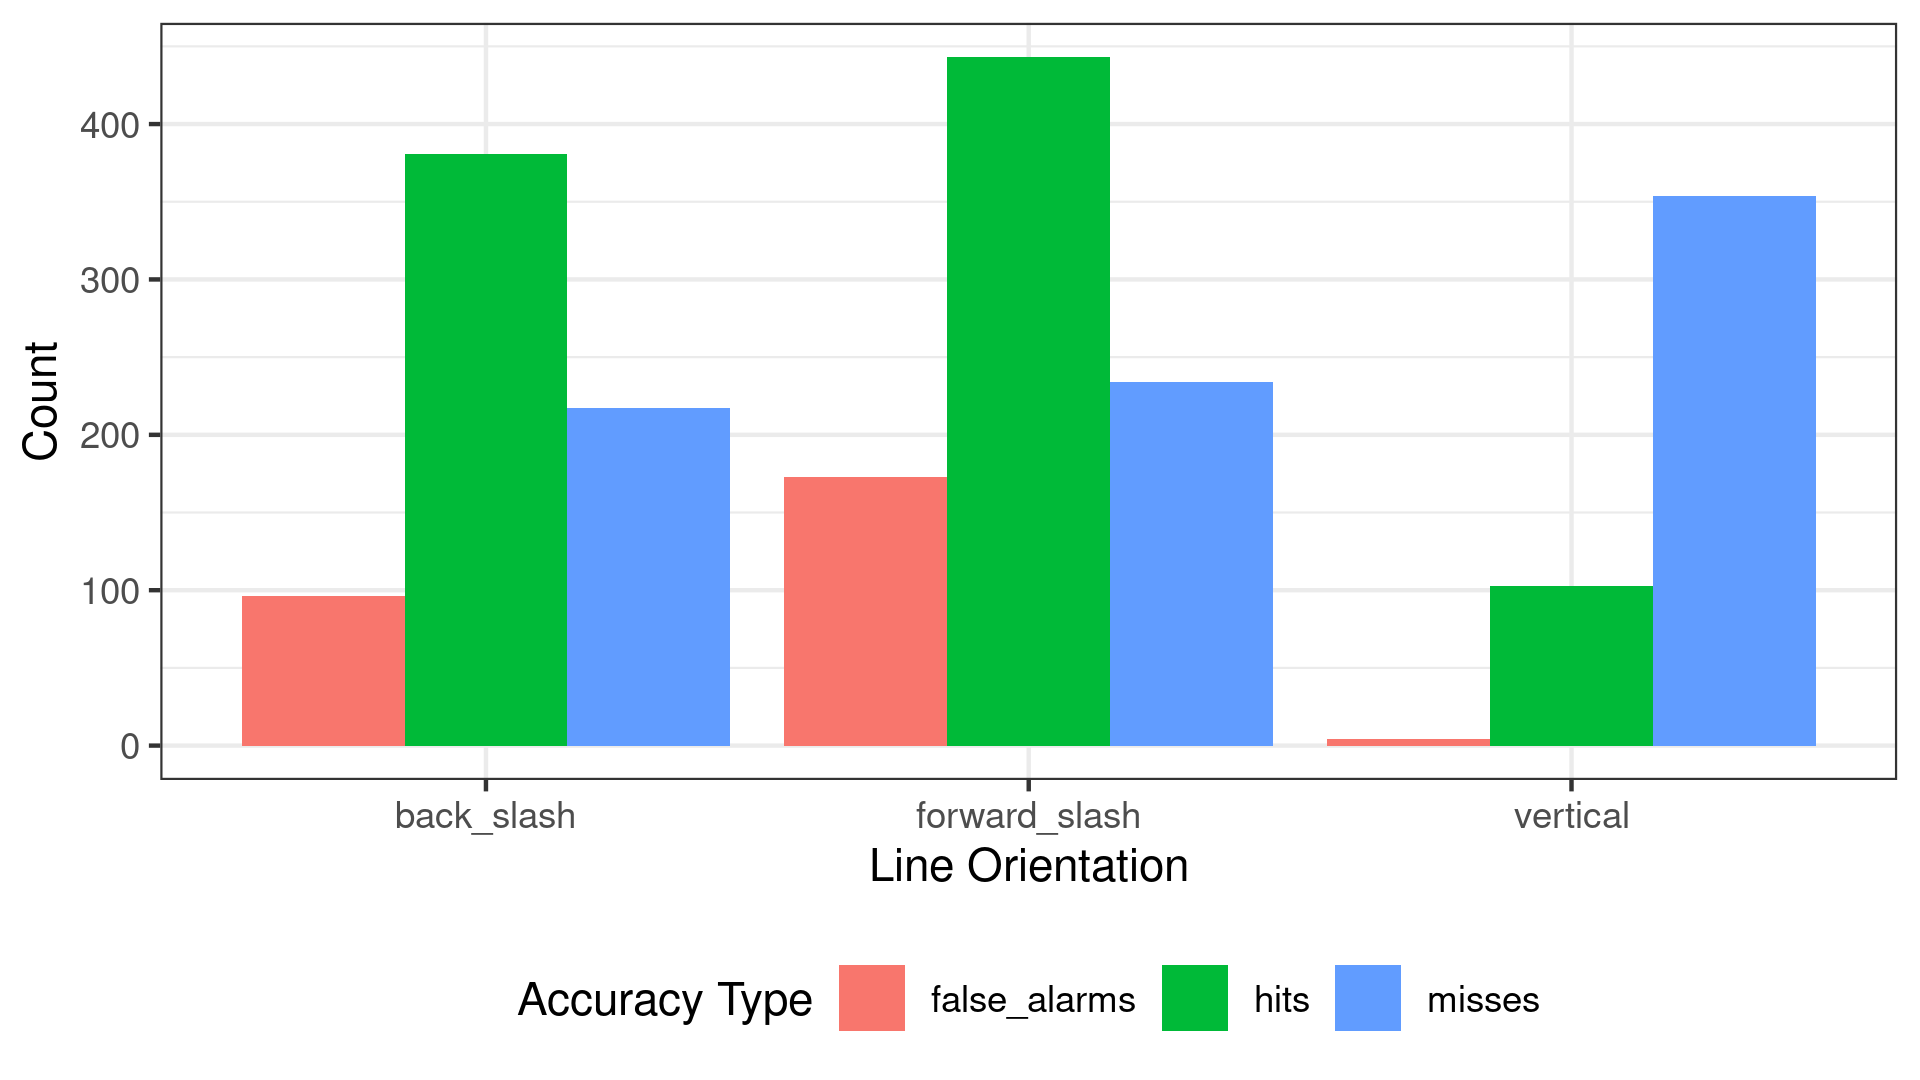 Count
400
300
200
100
0
back_slash forward_slash vertical
Line Orientation
Accuracy Type false_alarms hits misses